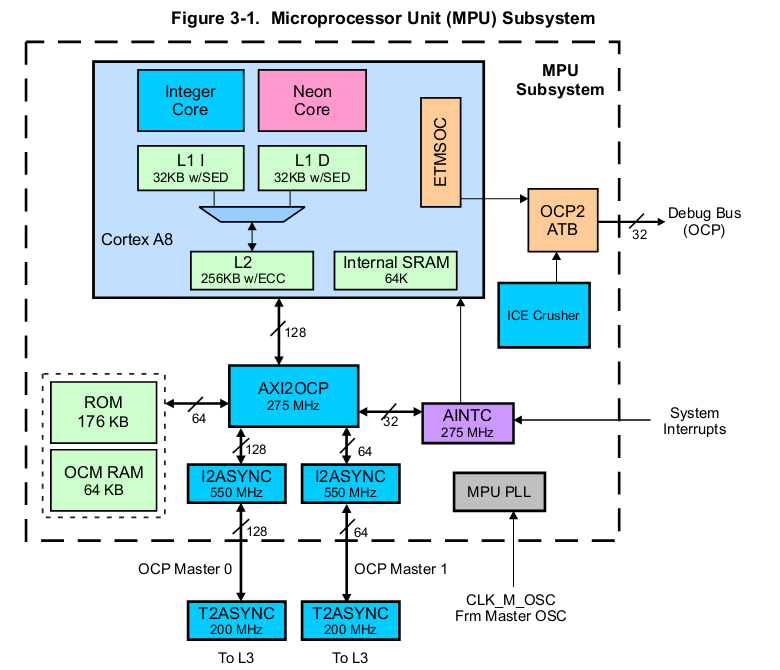 Figure 3-1. Microprocessor Unit (MPU) Subsystem
MPU
Subsystem
Integer
Core
Neon
Core
ETMSOC
L1 I
32KB w/SED
L1 D
32KB w/SED
OCP2
ATB
Debug Bus
(OCP)
32
Cortex A8
L2
256KB w/ECC
Internal SRAM
64K
ICE Crusher
128
AXI2OCP
275 MHz
ROM
176 KB
64
32
AINTC
275 MHz
System
Interrupts
OCM RAM
64 KB
128
64
I2ASYNC
550 MHz
I2ASYNC
550 MHz
MPU PLL
128
64
OCP Master 0
OCP Master 1
CLK_M_OSC
Frm Master OSC
T2ASYNC
200 MHz
T2ASYNC
200 MHz
To L3
To L3